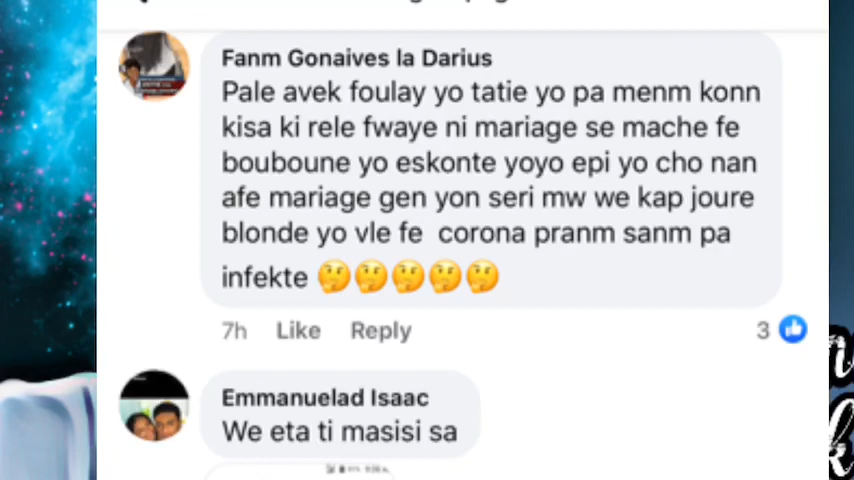 Fanm Gonaives la Darius
Pale avek foulay yo tatie yo pa menm konn
kisa ki rele fwaye ni mariage se mache fe
bouboune yo eskonte yoyo epi yo cho nan
afe mariage gen yon seri mw we kap joure
blonde yo vle fe corona pranm sanm pa
infekte 🤔🤔🤔🤔🤔
7h Like Reply 3
Emmanuelad Isaac
We eta ti masisi sa